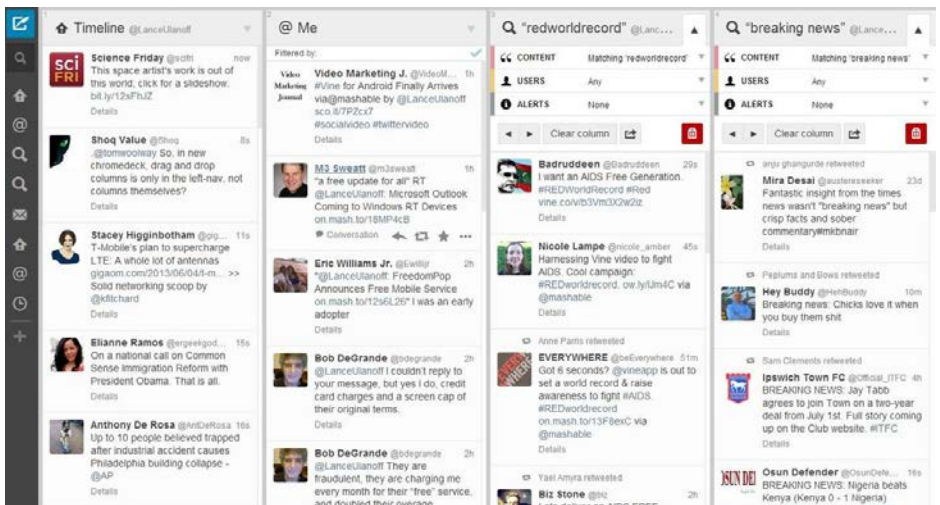 1
Timeline @LanceUlanoff
sci
FRI
Science Friday @scifri now
This space artist's work is out of
this world, click for a slideshow.
bit.ly/12xFhJZ
Details
Shoq Value @Shoq 8s
.@tomwoolway So, in new
chromedeck, drag and drop
columns is only in the left-nav, not
columns themselves?
Details
Stacey Higginbotham @gig... 11s
T-Mobile's plan to supercharge
LTE: A whole lot of antennas
gigaom.com/2013/06/04/t-m... >>
Solid networking scoop by
@kfitchard
Details
Elianne Ramos @ergeekgod... 15s
On a national call on Common
Sense Immigration Reform with
President Obama. That is all.
Details
Anthony De Rosa @AntDeRosa 16s
Up to 10 people believed trapped
after industrial accident causes
Philadelphia building collapse -
@AP
Details
2
@ Me
Filtered by:
Video
Marketing
Journal
Video Marketing J. @VideoM... 1h
#Vine for Android Finally Arrives
via@mashable by @LanceUlanoff
sco.lt/7PZcx7
#socialvideo #twittervideo
Details
M3 Sweatt @m3sweatt 1h
"a free update for all" RT
@LanceUlanoff: Microsoft Outlook
Coming to Windows RT Devices
on.mash.to/18MP4cB
Conversation
Eric Williams Jr. @Ewilljr 2h
"@LanceUlanoff: FreedomPop
Announces Free Mobile Service
on.mash.to/12s6L26" I was an early
adopter
Details
Bob DeGrande @bdegrande 2h
@LanceUlanoff I couldn't reply to
your message, but yes I do, credit
card charges and a screen cap of
their original terms.
Details
Bob DeGrande @bdegrande 2h
@LanceUlanoff They are
fraudulent, they are charging me
every month for their "free" service,
and doubled their overage
3
"redworldrecord" @Lanc...
CONTENT Matching 'redworldrecord'
USERS Any
ALERTS None
Clear column
Badruddeen @Badruddeen 29s
I want an AIDS Free Generation.
#REDWorldRecord #Red
vine.co/v/b3Vm3X2w2iz
Details
Nicole Lampe @nicole_amber 45s
Harnessing Vine video to fight
AIDS. Cool campaign:
#REDworldrecord, ow.ly/lJm4C via
@mashable
Details
Anne Parris retweeted
EVERYWHERE @beEverywhere 51m
Got 6 seconds? @vineapp is out to
set a world record & raise
awareness to fight #AIDS.
#REDworldrecord
on.mash.to/13F8exC via
@mashable
Details
Yael Amyra retweeted
Biz Stone @biz 2h
4
"breaking news" @Lance...
CONTENT Matching 'breaking news'
USERS Any
ALERTS None
Clear column
anju ghangurde retweeted
Mira Desai @austereseeker 23d
Fantastic insight from the times
news wasn't "breaking news" but
crisp facts and sober
commentary#mkbnair
Details
Peplums and Bows retweeted
Hey Buddy @HehBuddy 10m
Breaking news: Chicks love it when
you buy them shit
Details
Sam Clements retweeted
Ipswich Town FC @Official_ITFC 4h
BREAKING NEWS: Jay Tabb
agrees to join Town on a two-year
deal from July 1st. Full story coming
up on the Club website. #ITFC
Details
Osun Defender @OsunDefe... 16s
BREAKING NEWS: Nigeria beats
Kenya (Kenya 0 - 1 Nigeria)